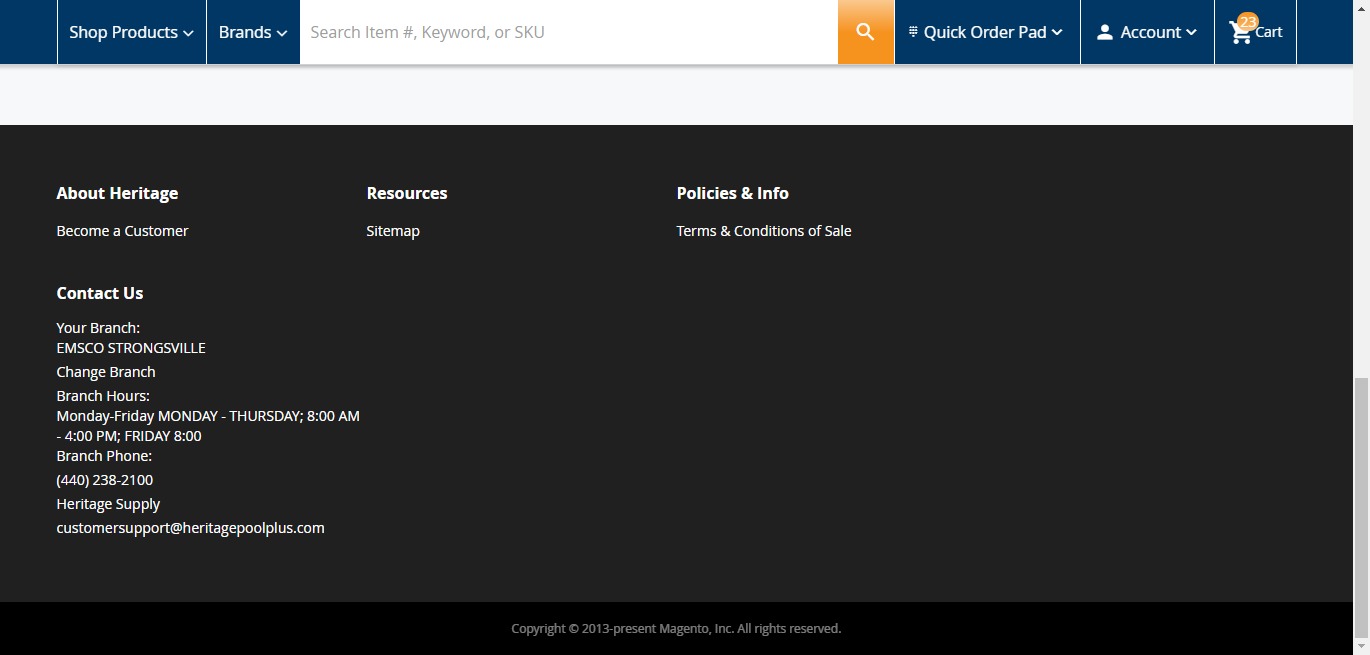 Shop Products
Brands
Search Item #, Keyword, or SKU
Quick Order Pad
Account
23
Cart
About Heritage
Become a Customer
Resources
Sitemap
Policies & Info
Terms & Conditions of Sale
Contact Us
Your Branch:
EMSCO STRONGSVILLE
Change Branch
Branch Hours:
Monday-Friday MONDAY - THURSDAY; 8:00 AM
- 4:00 PM; FRIDAY 8:00
Branch Phone:
(440) 238-2100
Heritage Supply
customersupport@heritagepoolplus.com
Copyright © 2013-present Magento, Inc. All rights reserved.